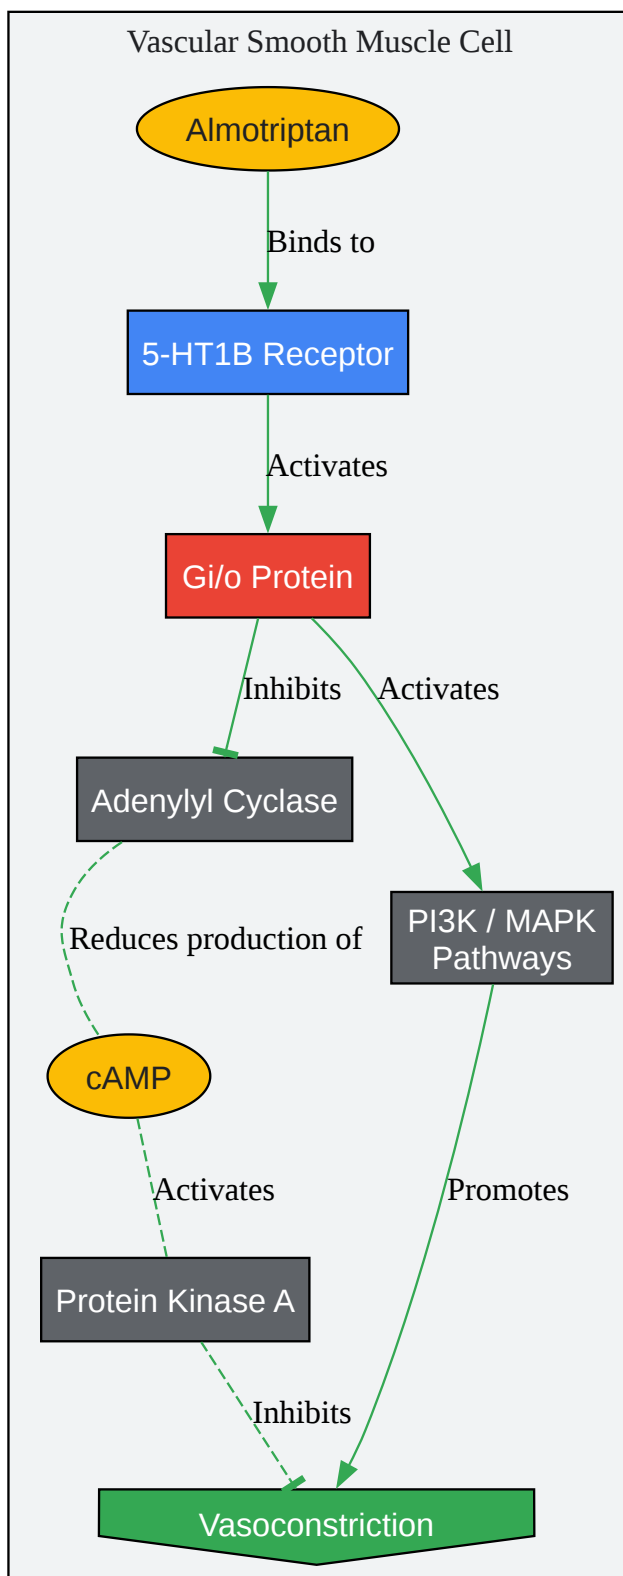 Vascular Smooth Muscle Cell
Almotriptan
Binds to
5-HT1B Receptor
Activates
Gi/o Protein
Inhibits
Activates
Adenylyl Cyclase
PI3K / MAPK
Pathways
Reduces production of
cAMP
Activates
Promotes
Protein Kinase A
Inhibits
Vasoconstriction